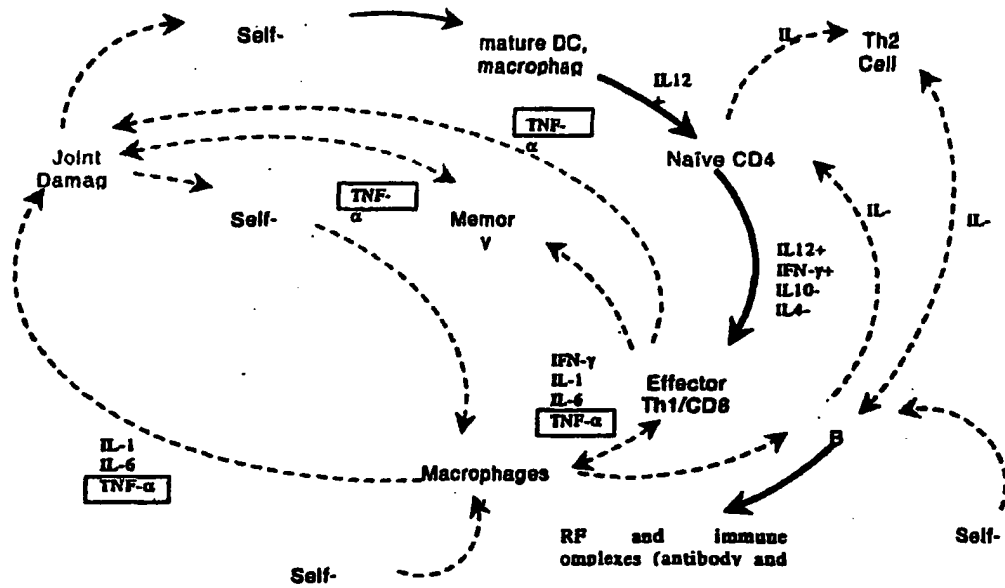 Self-
mature DC,
macrophag
IL-
Th2
Cell
IL12
+
TNF-
α
Joint
Damag
Naïve CD4
TNF-
α
Self-
Memor
y
IL-
IL-
IL12+
IFN-γ+
IL10-
IL4-
IFN-γ
IL-1
IL-6
TNF-α
Effector
Th1/CD8
B
IL-1
IL-6
TNF-α
Macrophages
RF and immune
omplexes (antibody and
Self-
Self-